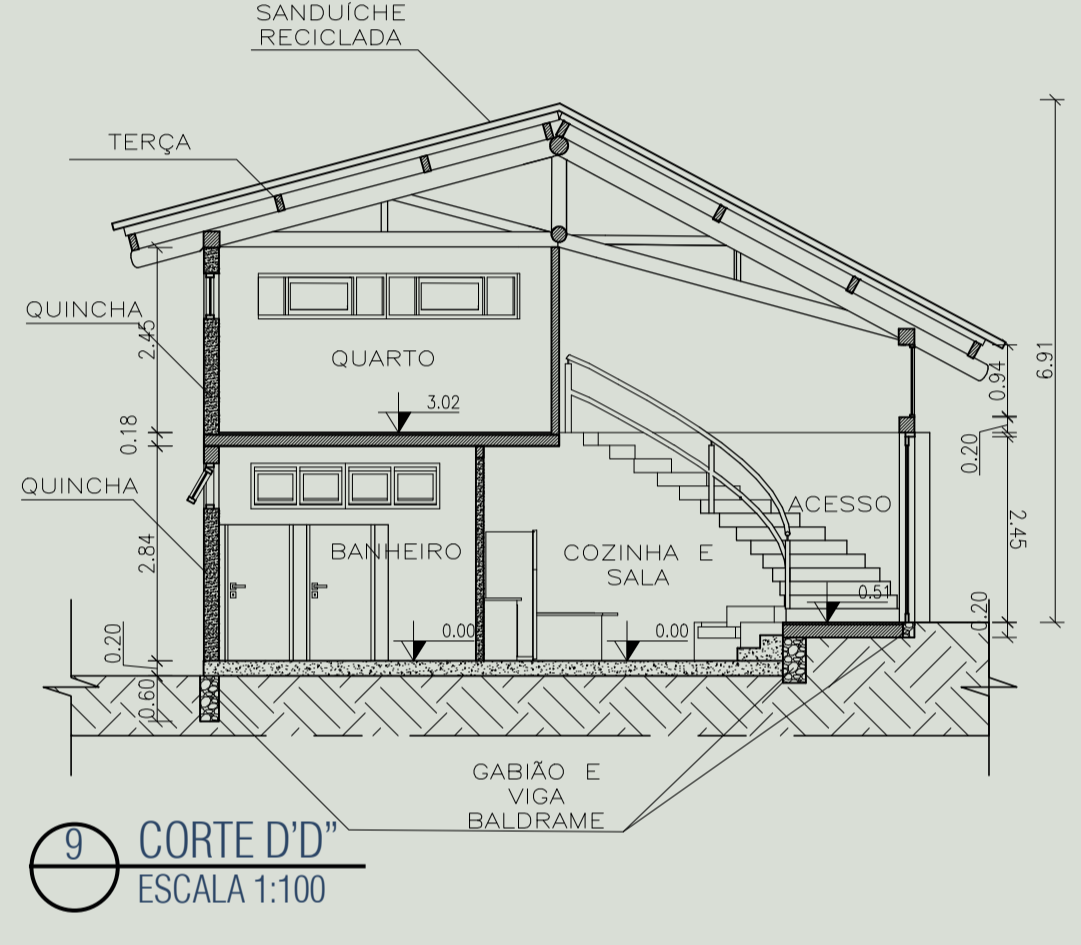 SANDUÍCHE
RECICLADA
TERÇA
QUINCHA
2.45
QUARTO
3.02
0.94
6.91
0.18
0.20
QUINCHA
ACESSO
2.45
2.84
BANHEIRO
COZINHA E
SALA
0.51
0.20
0.00
0.00
0.20
0.60
GABIÃO E
VIGA
BALDRAME
9
CORTE D'D"
ESCALA 1:100